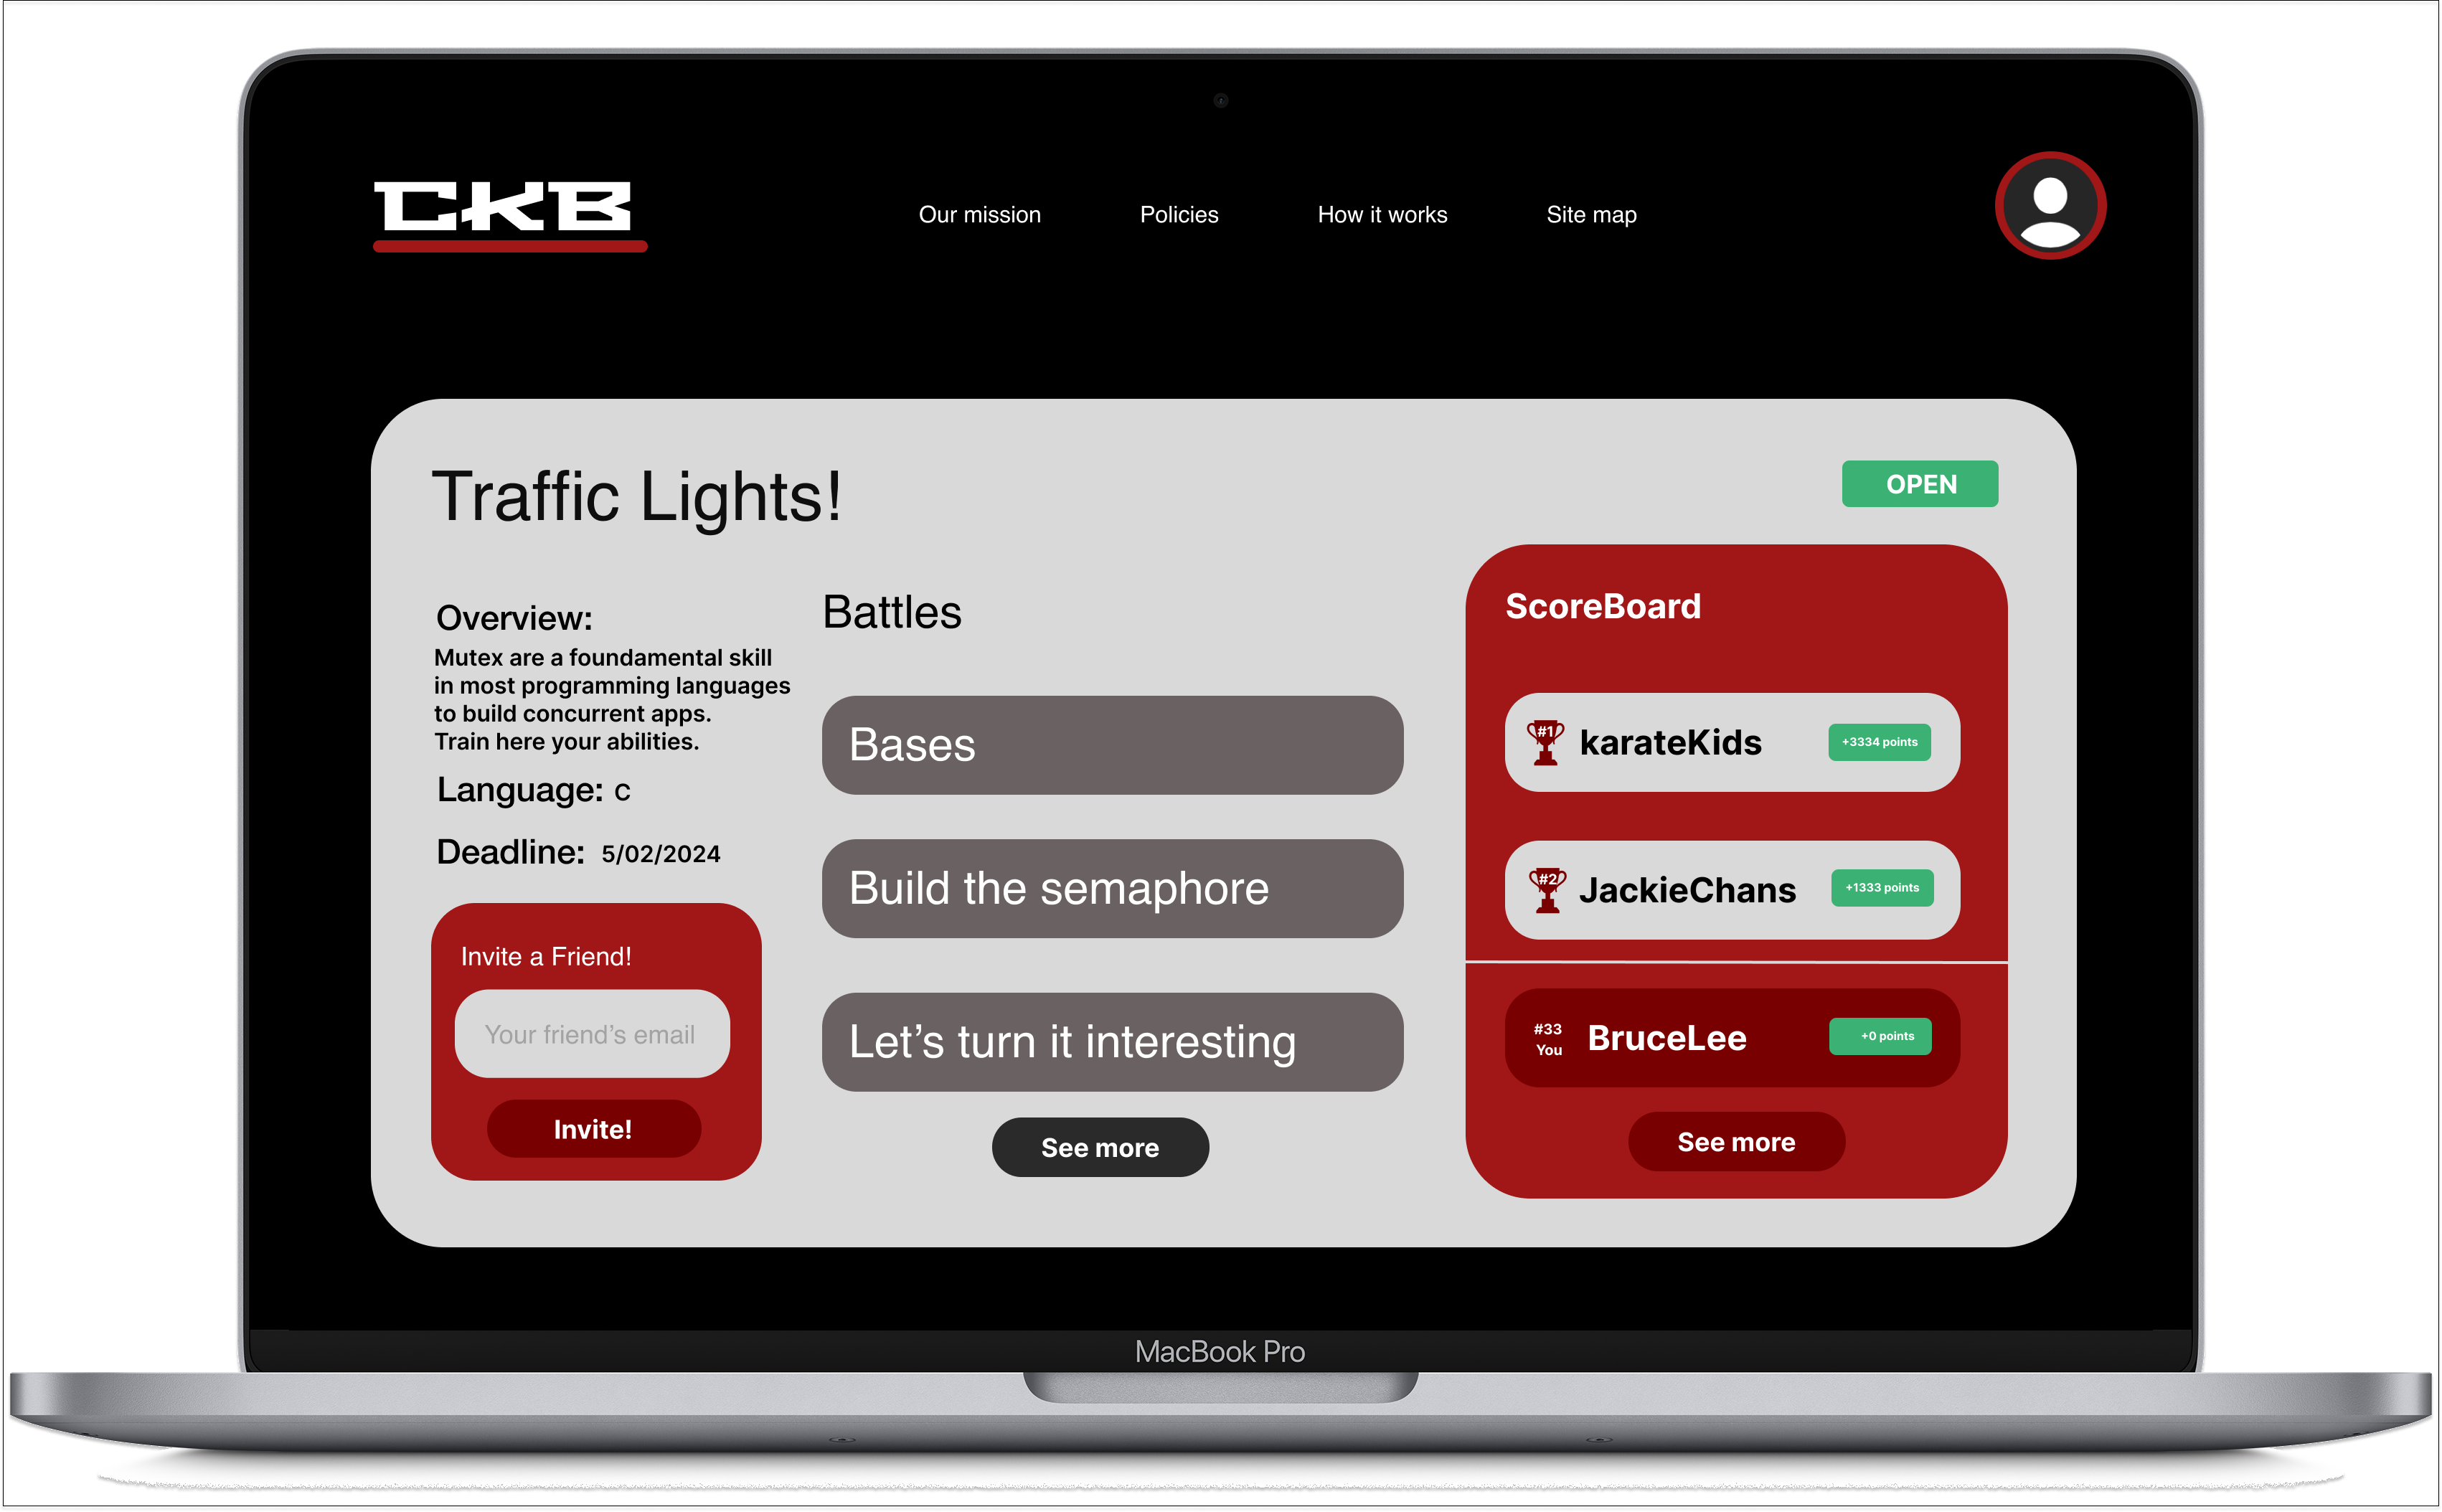 CKB
Our mission
Policies
How it works
Site map
Traffic Lights!
OPEN
Overview:
Mutex are a foundamental skill
in most programming languages
to build concurrent apps.
Train here your abilities.
Language: C
Deadline: 5/02/2024
Invite a Friend!
Your friend’s email
Invite!
Battles
Bases
Build the semaphore
Let’s turn it interesting
See more
ScoreBoard
#1 karateKids +3334 points
#2 JackieChans +1333 points
#33
You
BruceLee +0 points
See more
MacBook Pro